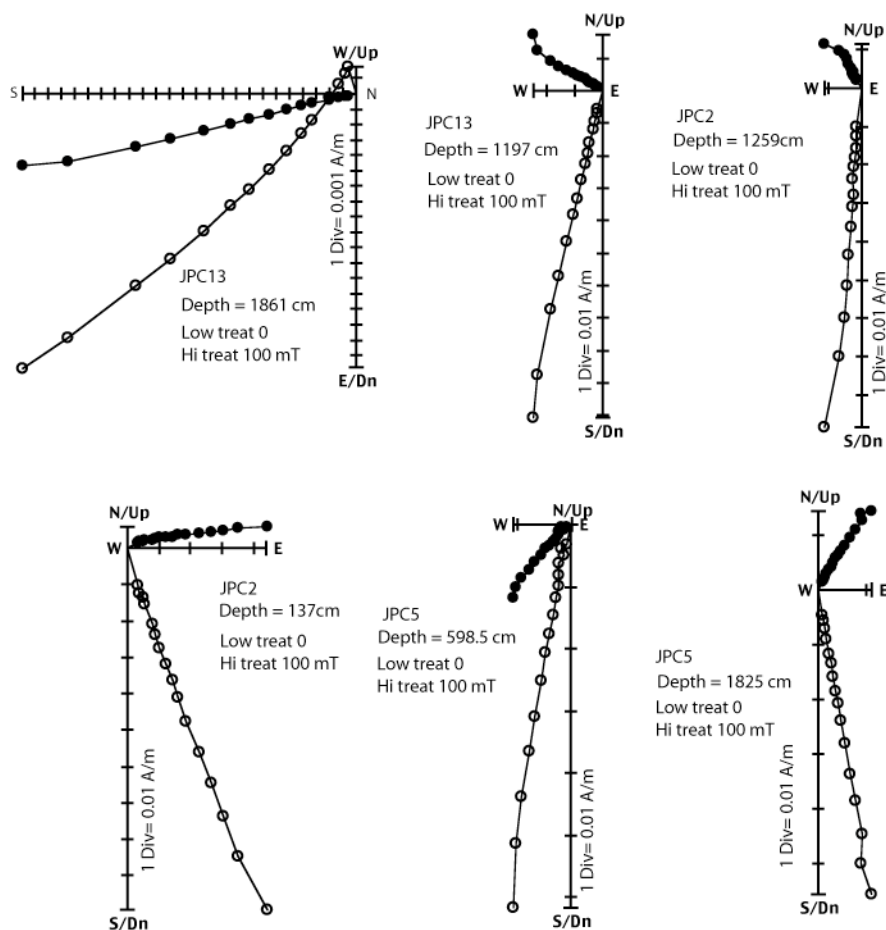 W/Up
S
N
1 Div= 0.001 A/m
JPC13
Depth = 1861 cm
Low treat 0
Hi treat 100 mT
E/Dn
N/Up
W
E
JPC13
Depth = 1197 cm
Low treat 0
Hi treat 100 mT
1 Div= 0.01 A/m
S/Dn
N/Up
W
E
JPC2
Depth = 1259cm
Low treat 0
Hi treat 100 mT
1 Div= 0.01 A/m
S/Dn
N/Up
W
E
JPC2
Depth = 137cm
Low treat 0
Hi treat 100 mT
1 Div= 0.01 A/m
S/Dn
N/Up
W
E
JPC5
Depth = 598.5 cm
Low treat 0
Hi treat 100 mT
1 Div= 0.01 A/m
S/Dn
N/Up
W
E
JPC5
Depth = 1825 cm
Low treat 0
Hi treat 100 mT
1 Div= 0.01 A/m
S/Dn